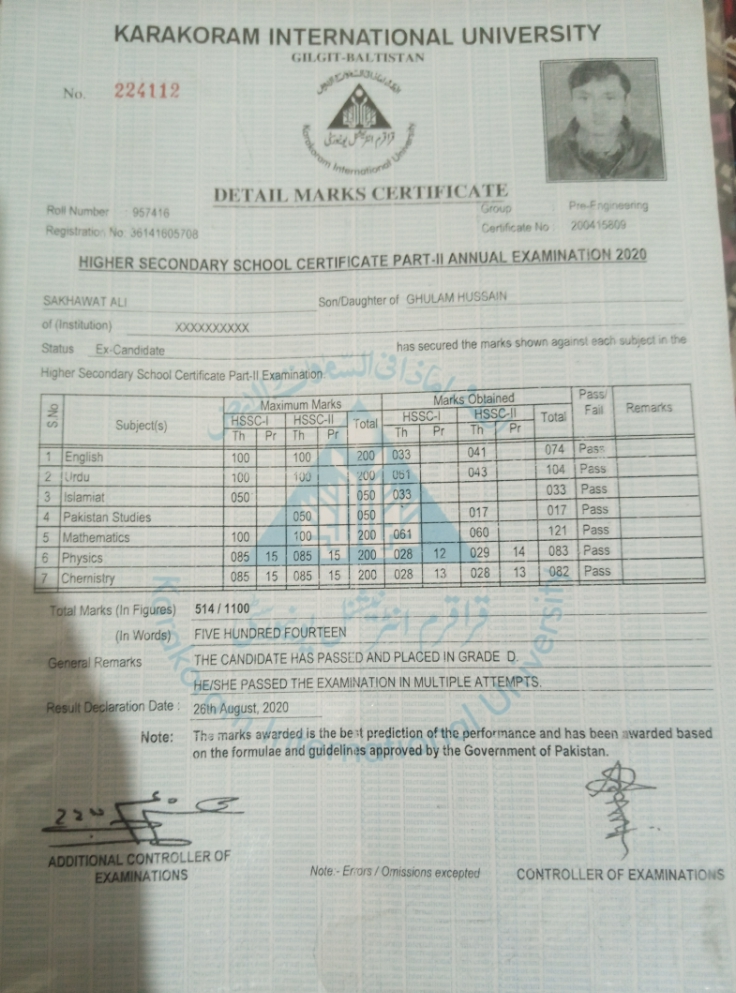 KARAKORAM INTERNATIONAL UNIVERSITY
GILGIT-BALTISTAN
No. 224112
قراقرم انٹرنیشنل یونیورسٹی
Karakoram International University
DETAIL MARKS CERTIFICATE
Roll Number : 957416 Group Pre-Engineering
Registration No. 36141605708 Certificate No : 200415809
HIGHER SECONDARY SCHOOL CERTIFICATE PART-II ANNUAL EXAMINATION 2020
SAKHAWAT ALI Son/Daughter of GHULAM HUSSAIN
of (Institution) XXXXXXXXXX
Status Ex-Candidate has secured the marks shown against each subject in the
Higher Secondary School Certificate Part-II Examination.
S.No Subject(s) Maximum Marks Marks Obtained Pass/ Fail Remarks
HSSC-I HSSC-II Total HSSC-I HSSC-II Total
Th Pr Th Pr Th Pr Th Pr
1 English 100 100 200 033 041 074 Pass
2 Urdu 100 100 200 061 043 104 Pass
3 Islamiat 050 050 033 033 Pass
4 Pakistan Studies 050 050 017 017 Pass
5 Mathematics 100 100 200 061 060 121 Pass
6 Physics 085 15 085 15 200 028 12 029 14 083 Pass
7 Chemistry 085 15 085 15 200 028 13 028 13 082 Pass
Total Marks (In Figures) 514 / 1100
(In Words) FIVE HUNDRED FOURTEEN
General Remarks THE CANDIDATE HAS PASSED AND PLACED IN GRADE D.
HE/SHE PASSED THE EXAMINATION IN MULTIPLE ATTEMPTS.
Result Declaration Date : 26th August, 2020
Note: The marks awarded is the best prediction of the performance and has been awarded based
on the formulae and guidelines approved by the Government of Pakistan.
قراقرم انٹرنیشنل یونیورسٹی
Karakoram International University
ADDITIONAL CONTROLLER OF
EXAMINATIONS
Note:- Errors / Omissions excepted
CONTROLLER OF EXAMINATIONS